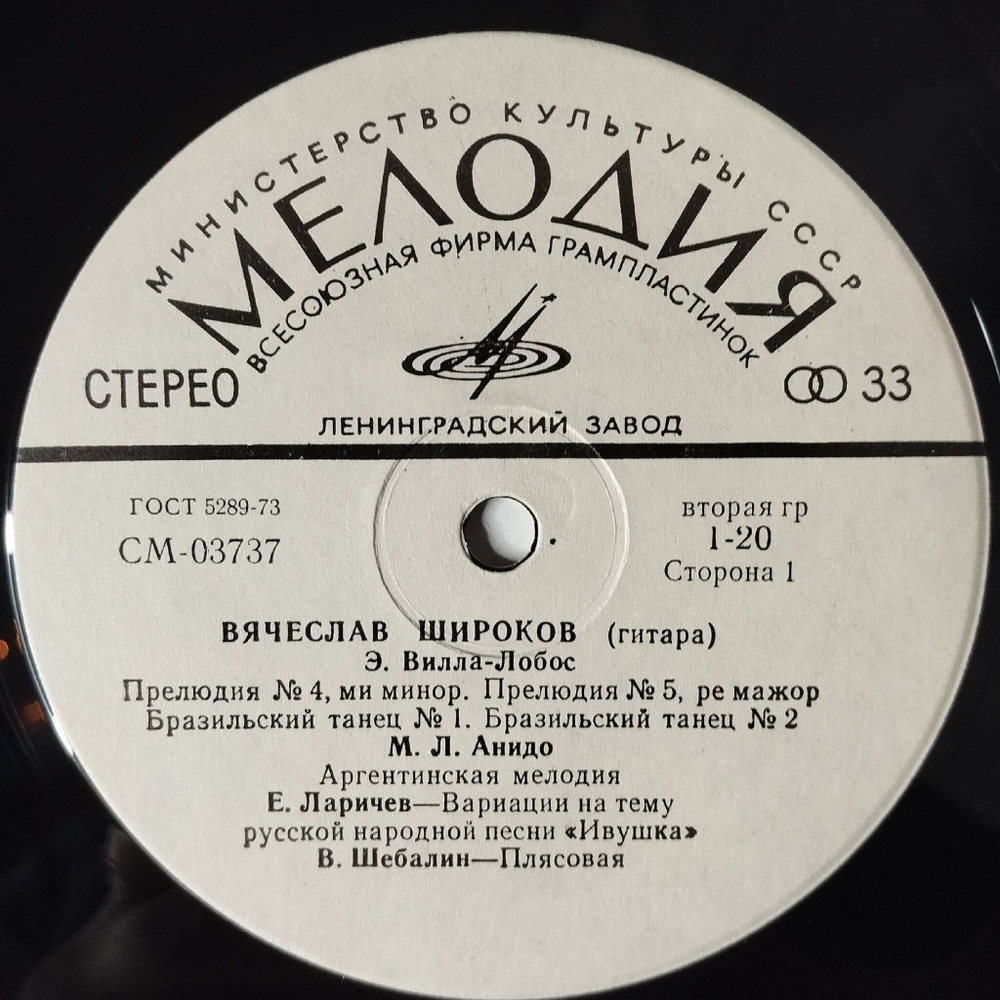 МИНИСТЕРСТВО КУЛЬТУРЫ СССР
МЕЛОДИЯ
ВСЕСОЮЗНАЯ ФИРМА ГРАМПЛАСТИНОК
СТЕРЕО
33
ЛЕНИНГРАДСКИЙ ЗАВОД
ГОСТ 5289-73
СМ-03737
вторая гр
1-20
Сторона 1
ВЯЧЕСЛАВ ШИРОКОВ (гитара)
Э. Вилла-Лобос
Прелюдия № 4, ми минор. Прелюдия № 5, ре мажор
Бразильский танец № 1. Бразильский танец № 2
М. Л. Анидо
Аргентинская мелодия
Е. Ларичев—Вариации на тему
русской народной песни «Ивушка»
В. Шебалин—Плясовая